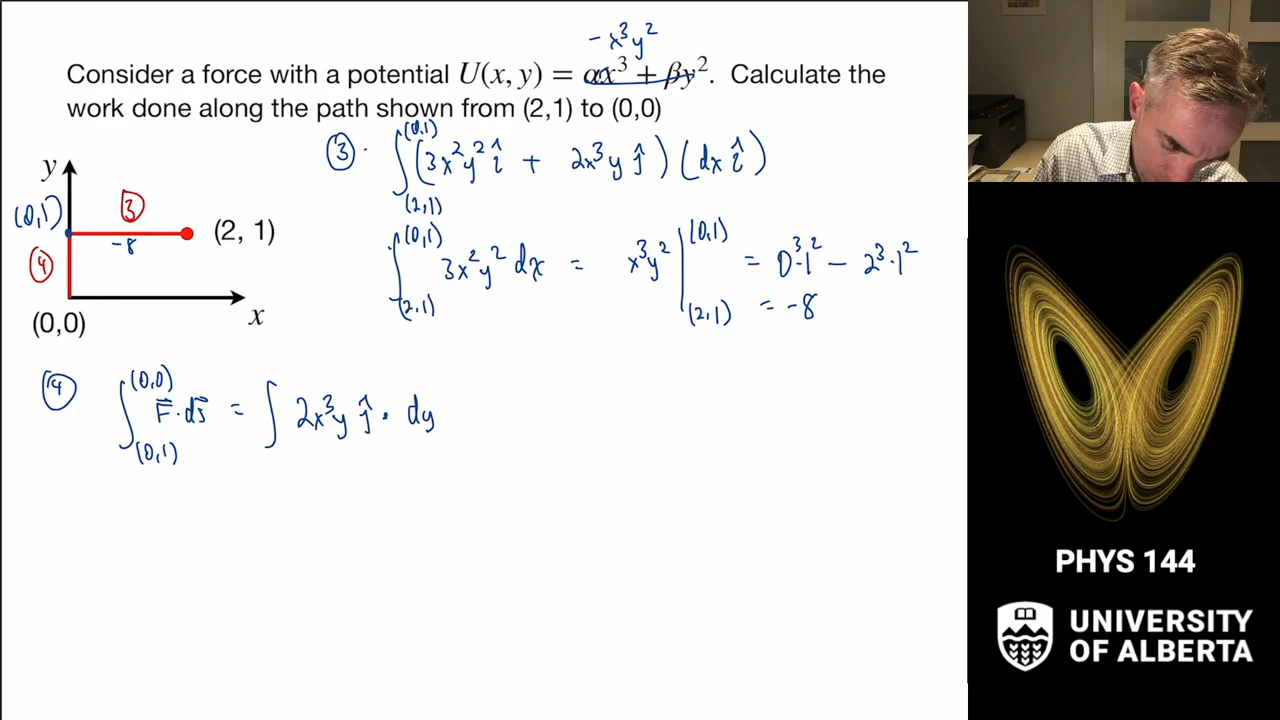 -x³y²
Consider a force with a potential U(x, y) = αx³ + βy². Calculate the
work done along the path shown from (2,1) to (0,0)
③. ∫_(2,1)^(0,1) (3x²y² î + 2x³y ĵ) (dx î)
y
(0,1)
③
-8
(2, 1)
④
(0,0)
x
∫_(2,1)^(0,1) 3x²y² dx = x³y² |_(2,1)^(0,1) = 0³·1² - 2³·1²
= -8
④ ∫_(0,1)^(0,0) F⃗·ds⃗ = ∫ 2x³y ĵ · dy
PHYS 144
UNIVERSITY
OF ALBERTA